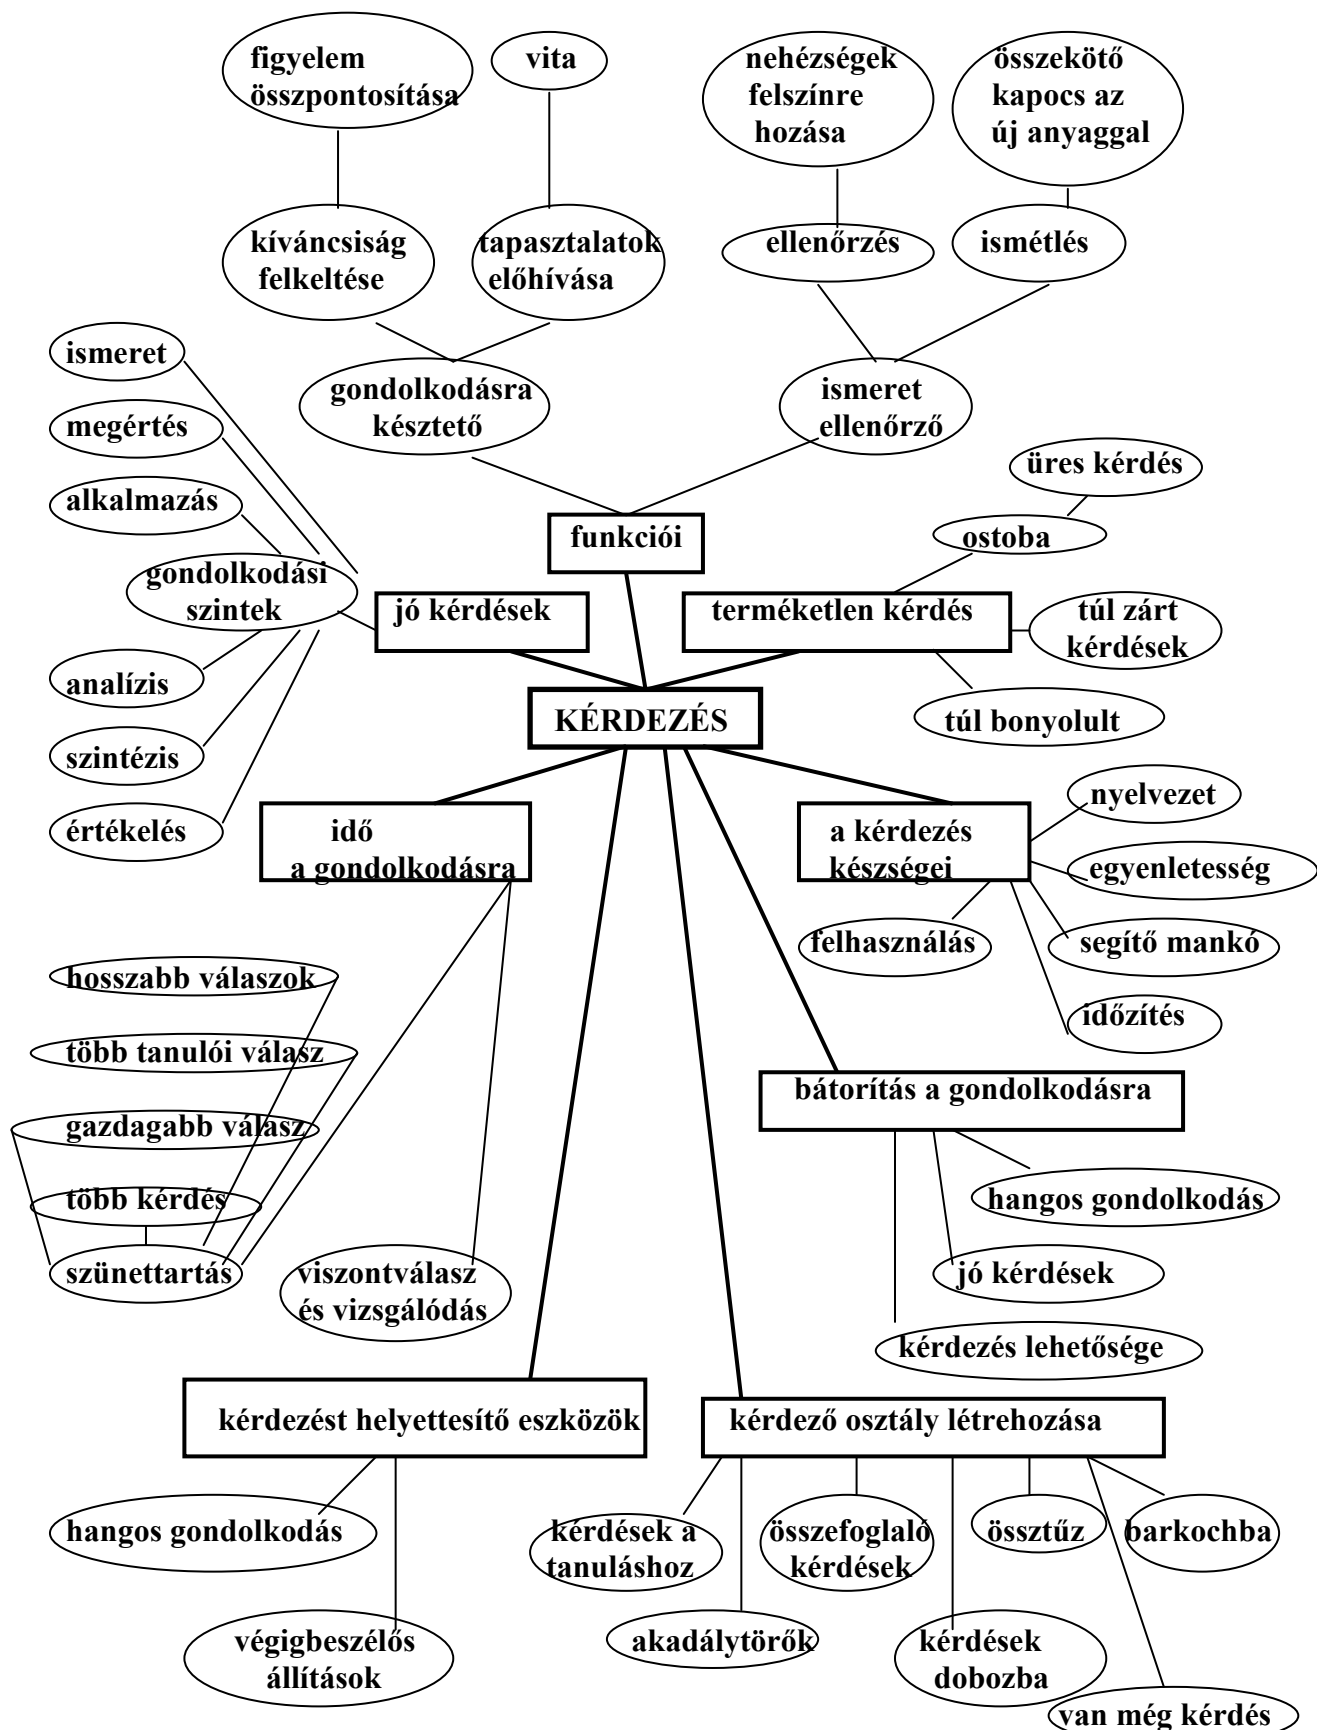 figyelem
összpontosítása
vita
nehézségek
felszínre
hozása
összekötő
kapocs az
új anyaggal
kíváncsiság
felkeltése
tapasztalatok
előhívása
ellenőrzés
ismétlés
ismeret
megértés
alkalmazás
gondolkodásra
késztető
ismeret
ellenőrző
üres kérdés
ostoba
funkciói
gondolkodási
szintek
jó kérdések
terméketlen kérdés
túl zárt
kérdések
analízis
szintézis
értékelés
KÉRDEZÉS
túl bonyolult
idő
a gondolkodásra
a kérdezés
készségei
nyelvezet
egyenletesség
felhasználás
segítő mankó
időzítés
hosszabb válaszok
több tanulói válasz
gazdagabb válasz
több kérdés
szünettartás
viszontválasz
és vizsgálódás
bátorítás a gondolkodásra
hangos gondolkodás
jó kérdések
kérdezés lehetősége
kérdezést helyettesítő eszközök
kérdező osztály létrehozása
hangos gondolkodás
végigbeszélős
állítások
kérdések a
tanuláshoz
összefoglaló
kérdések
össztűz
barkochba
akadálytörők
kérdések
dobozba
van még kérdés